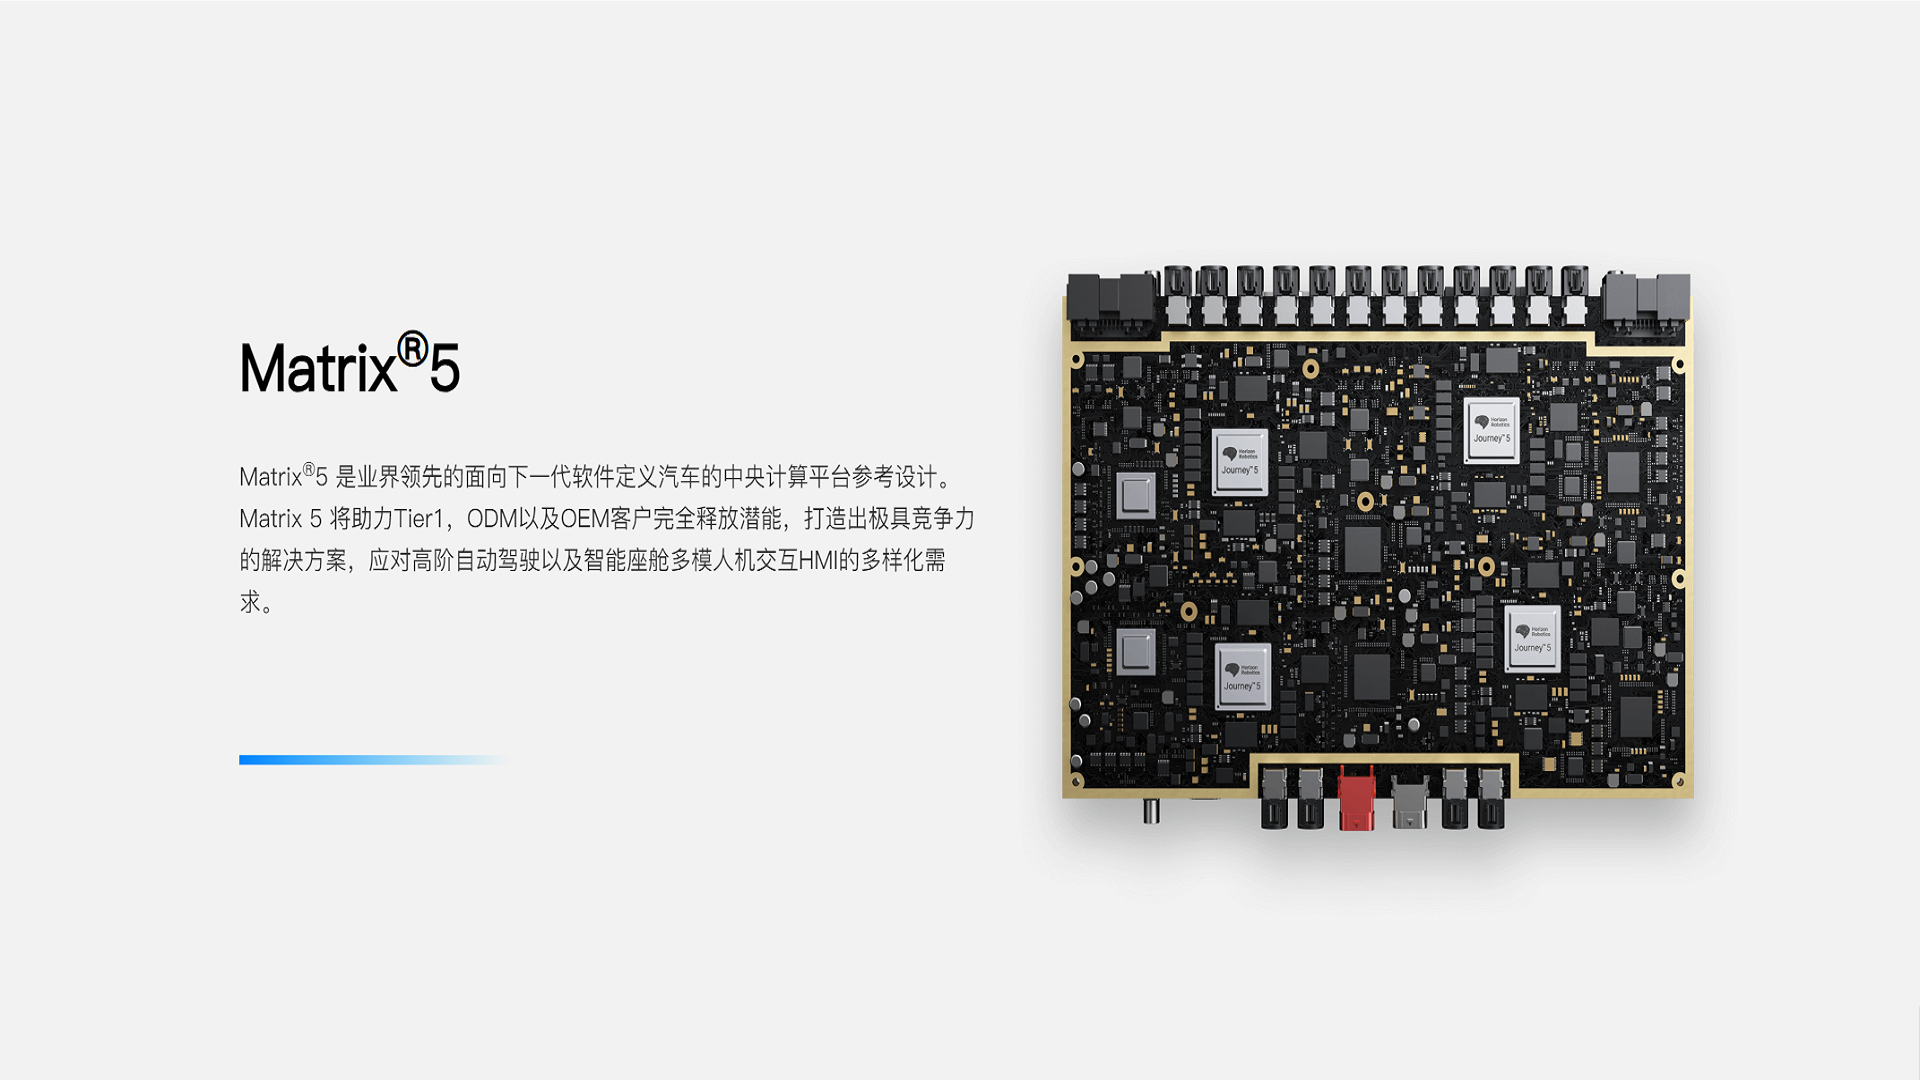 Matrix®5
Matrix®5 是业界领先的面向下一代软件定义汽车的中央计算平台参考设计。
Matrix 5 将助力Tier1，ODM以及OEM客户完全释放潜能，打造出极具竞争力
的解决方案，应对高阶自动驾驶以及智能座舱多模人机交互HMI的多样化需
求。
Horizon
Robotics
Journey™5
Horizon
Robotics
Journey™5
Horizon
Robotics
Journey™5
Horizon
Robotics
Journey™5